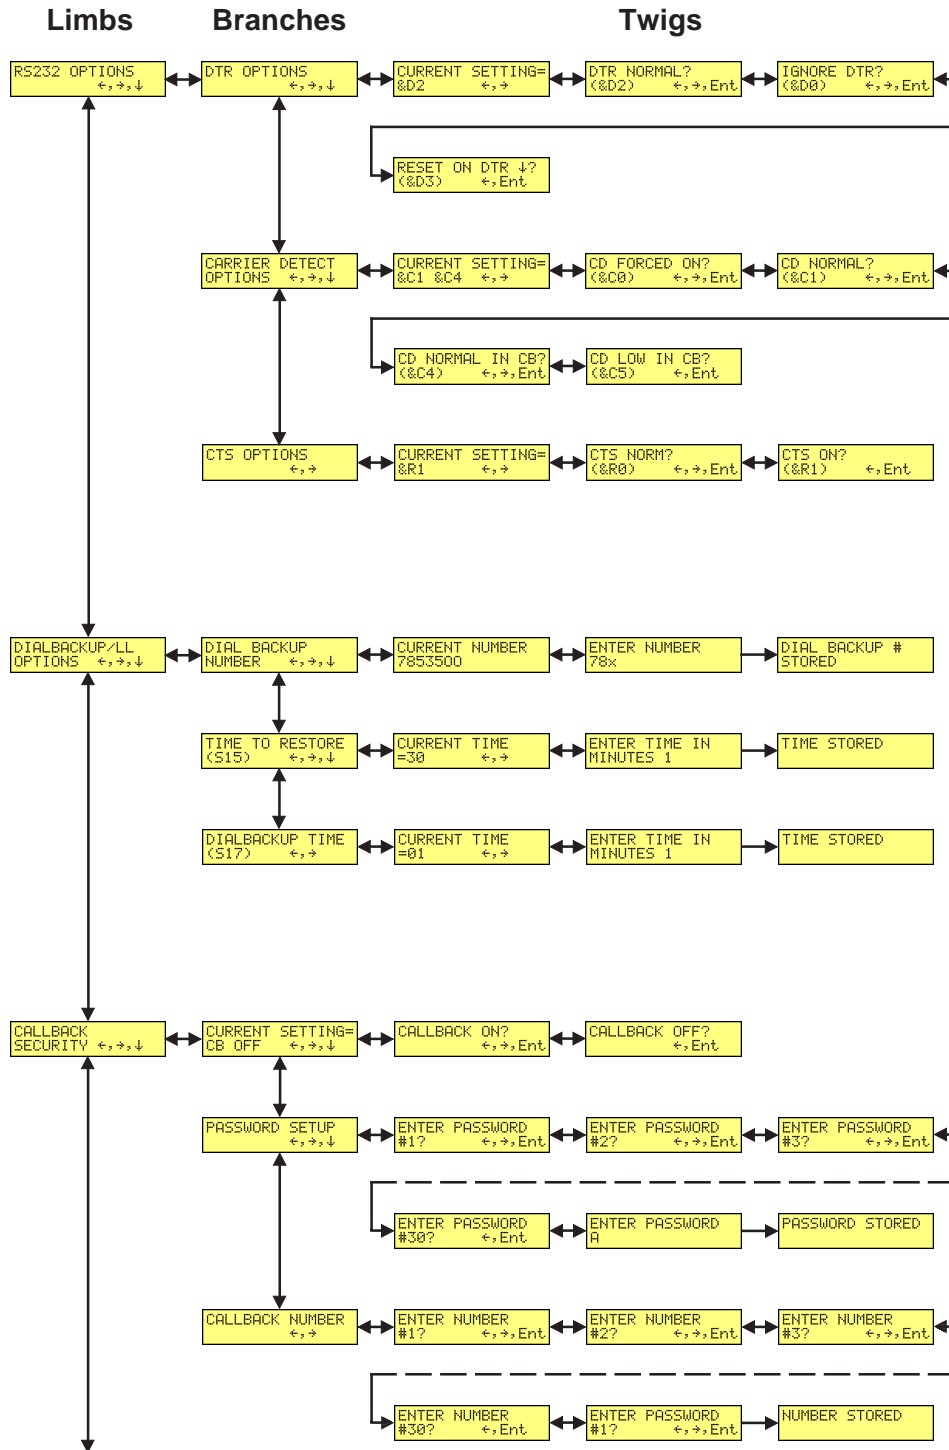 Limbs Branches Twigs
RS232 OPTIONS
←,→,↓
DTR OPTIONS
←,→,↓
CURRENT SETTING=
&D2 ←,→
DTR NORMAL?
(&D2) ←,→,Ent
IGNORE DTR?
(&D0) ←,→,Ent
RESET ON DTR ↓?
(&D3) ←,Ent
CARRIER DETECT
OPTIONS ←,→,↓
CURRENT SETTING=
&C1 &C4 ←,→
CD FORCED ON?
(&C0) ←,→,Ent
CD NORMAL?
(&C1) ←,→,Ent
CD NORMAL IN CB?
(&C4) ←,→,Ent
CD LOW IN CB?
(&C5) ←,Ent
CTS OPTIONS
←,→
CURRENT SETTING=
&R1 ←,→
CTS NORM?
(&R0) ←,→,Ent
CTS ON?
(&R1) ←,Ent
DIALBACKUP/LL
OPTIONS ←,→,↓
DIAL BACKUP
NUMBER ←,→,↓
CURRENT NUMBER
7853500
ENTER NUMBER
78x
DIAL BACKUP #
STORED
TIME TO RESTORE
(S15) ←,→,↓
CURRENT TIME
=30 ←,→
ENTER TIME IN
MINUTES 1
TIME STORED
DIALBACKUP TIME
(S17) ←,→
CURRENT TIME
=01 ←,→
ENTER TIME IN
MINUTES 1
TIME STORED
CALLBACK
SECURITY ←,→,↓
CURRENT SETTING=
CB OFF ←,→,↓
CALLBACK ON?
←,→,Ent
CALLBACK OFF?
←,Ent
PASSWORD SETUP
←,→,↓
ENTER PASSWORD
#1? ←,→,Ent
ENTER PASSWORD
#2? ←,→,Ent
ENTER PASSWORD
#3? ←,→,Ent
ENTER PASSWORD
#30? ←,Ent
ENTER PASSWORD
A
PASSWORD STORED
CALLBACK NUMBER
←,→
ENTER NUMBER
#1? ←,→,Ent
ENTER NUMBER
#2? ←,→,Ent
ENTER NUMBER
#3? ←,→,Ent
ENTER NUMBER
#30? ←,Ent
ENTER PASSWORD
#1? ←,→,Ent
NUMBER STORED